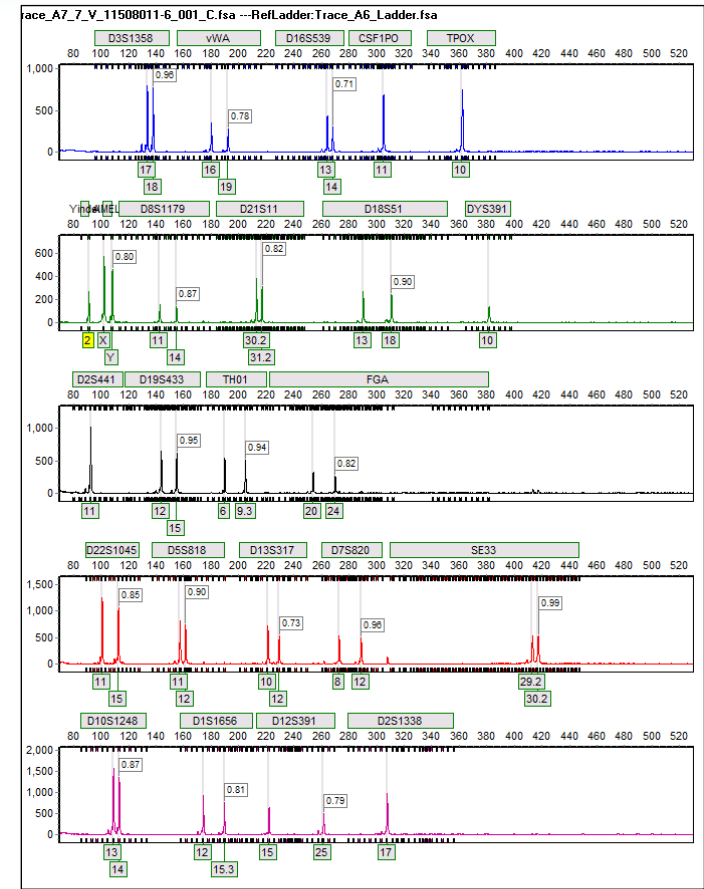 race_A7_7_V_11508011-6_001_C.fsa ---RefLadder:Trace_A6_Ladder.fsa
D3S1358 vWA D16S539 CSF1PO TPOX
80 100 120 140 160 180 200 220 240 260 280 300 320 340 360 380 400 420 440 460 480 500 520
1,000
500
0
0.96
0.78
0.71
17 16 13 11 10
18 19 14
AMEL D8S1179 D21S11 D18S51 DYS391
80 100 120 140 160 180 200 220 240 260 280 300 320 340 360 380 400 420 440 460 480 500 520
600
400
200
0
0.80
0.87
0.82
0.90
2 X 11 30.2 13 18 10
Y 14 31.2
D2S441 D19S433 TH01 FGA
80 100 120 140 160 180 200 220 240 260 280 300 320 340 360 380 400 420 440 460 480 500 520
1,000
500
0
0.95
0.94
0.82
11 12 6 9.3 20 24
15
D22S1045 D5S818 D13S317 D7S820 SE33
80 100 120 140 160 180 200 220 240 260 280 300 320 340 360 380 400 420 440 460 480 500 520
1,500
1,000
500
0
0.85
0.90
0.73
0.96
0.99
11 11 10 8 12 29.2
15 12 12 30.2
D10S1248 D1S1656 D12S391 D2S1338
80 100 120 140 160 180 200 220 240 260 280 300 320 340 360 380 400 420 440 460 480 500 520
2,000
1,500
1,000
500
0
0.87
0.81
0.79
13 12 15 25 17
14 15.3